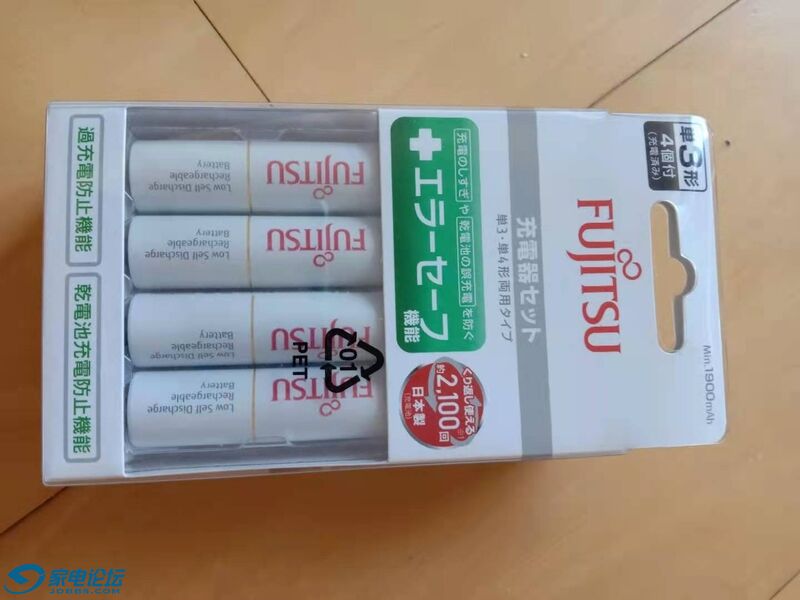 単3形
4個付
(充電済み)
FUJITSU
Min.1900mAh
充電器セット
単3・単4形両用タイプ
充電のしすぎ や 乾電池の誤充電 を防ぐ
エラーセーフ
機能
くり返し使える
約2,100回
日本製
FUJITSU
Low Self Discharge
Rechargeable
Battery
FUJITSU
Low Self Discharge
Rechargeable
Battery
FUJITSU
Low Self Discharge
Rechargeable
Battery
FUJITSU
Low Self Discharge
Rechargeable
Battery
01
PET
過充電防止機能
乾電池充電防止機能
家电论坛
JDBBS.COM